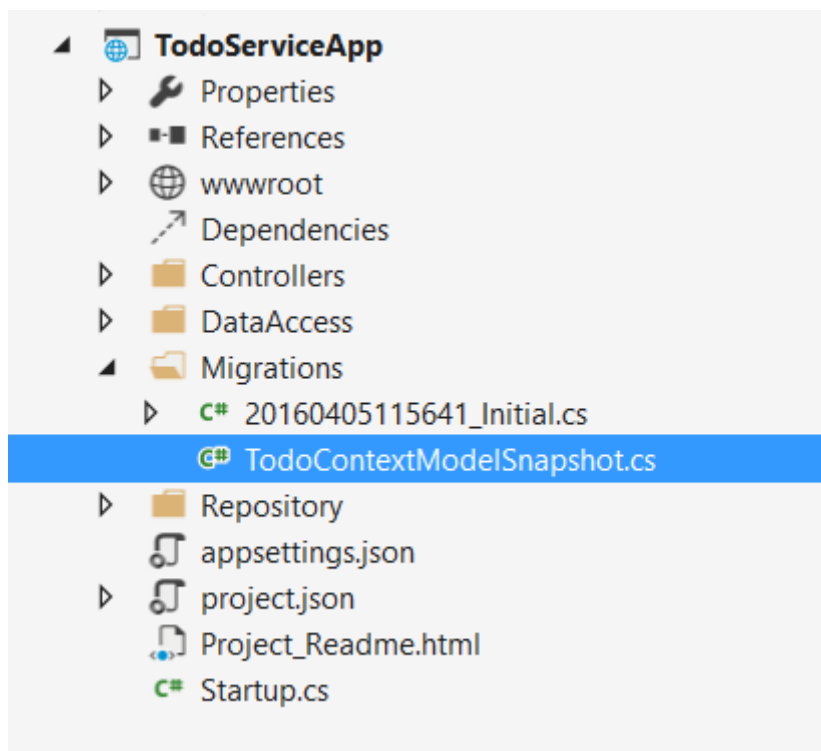 TodoServiceApp
Properties
References
wwwroot
Dependencies
Controllers
DataAccess
Migrations
C# 20160405115641_Initial.cs
C# TodoContextModelSnapshot.cs
Repository
appsettings.json
project.json
Project_Readme.html
C# Startup.cs